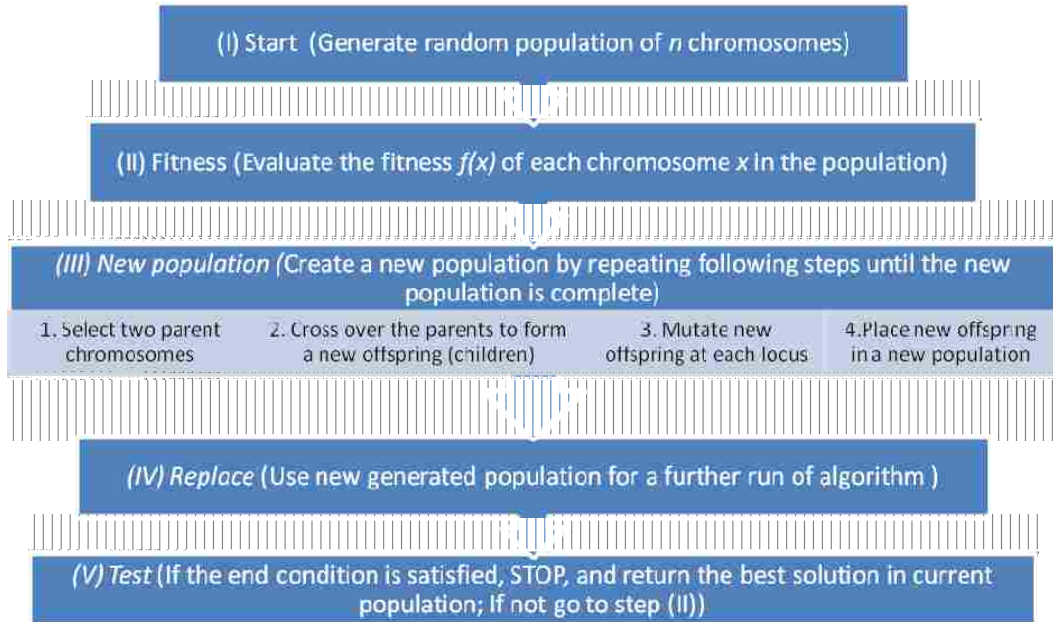 (I) Start (Generate random population of n chromosomes)
(II) Fitness (Evaluate the fitness f(x) of each chromosome x in the population)
(III) New population (Create a new population by repeating following steps until the new
population is complete)
1. Select two parent
chromosomes
2. Cross over the parents to form
a new offspring (children)
3. Mutate new
offspring at each locus
4.Place new offspring
in a new population
(IV) Replace (Use new generated population for a further run of algorithm )
(V) Test (If the end condition is satisfied, STOP, and return the best solution in current
population; If not go to step (II))